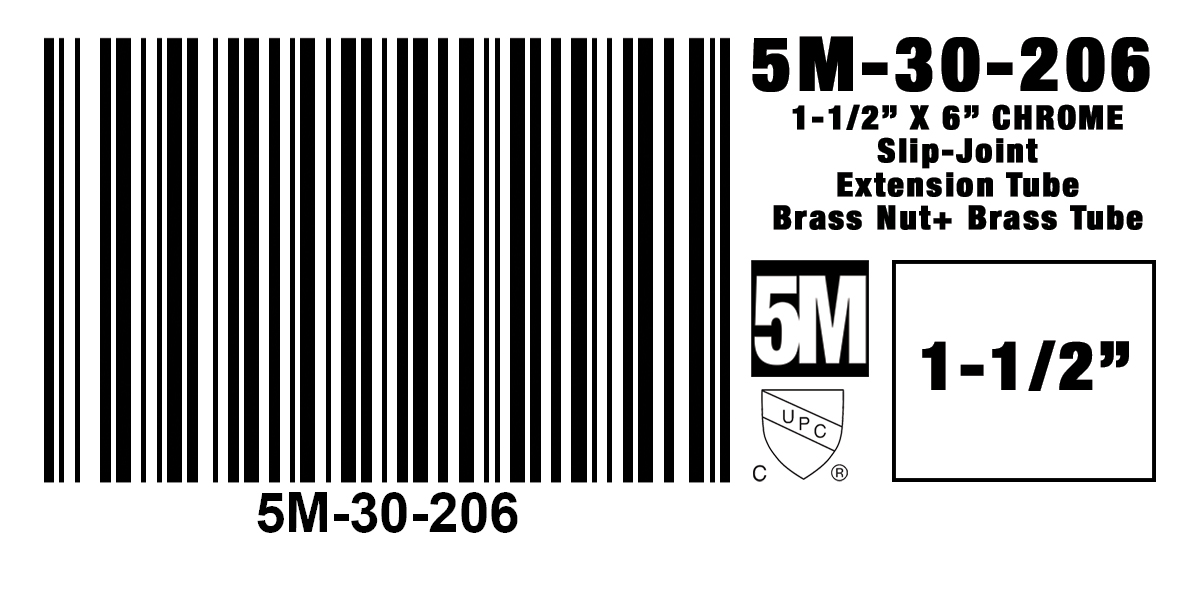 5M-30-206
5M-30-206
1-1/2” X 6” CHROME
Slip-Joint
Extension Tube
Brass Nut+ Brass Tube
5M
UPC
C ®
1-1/2”